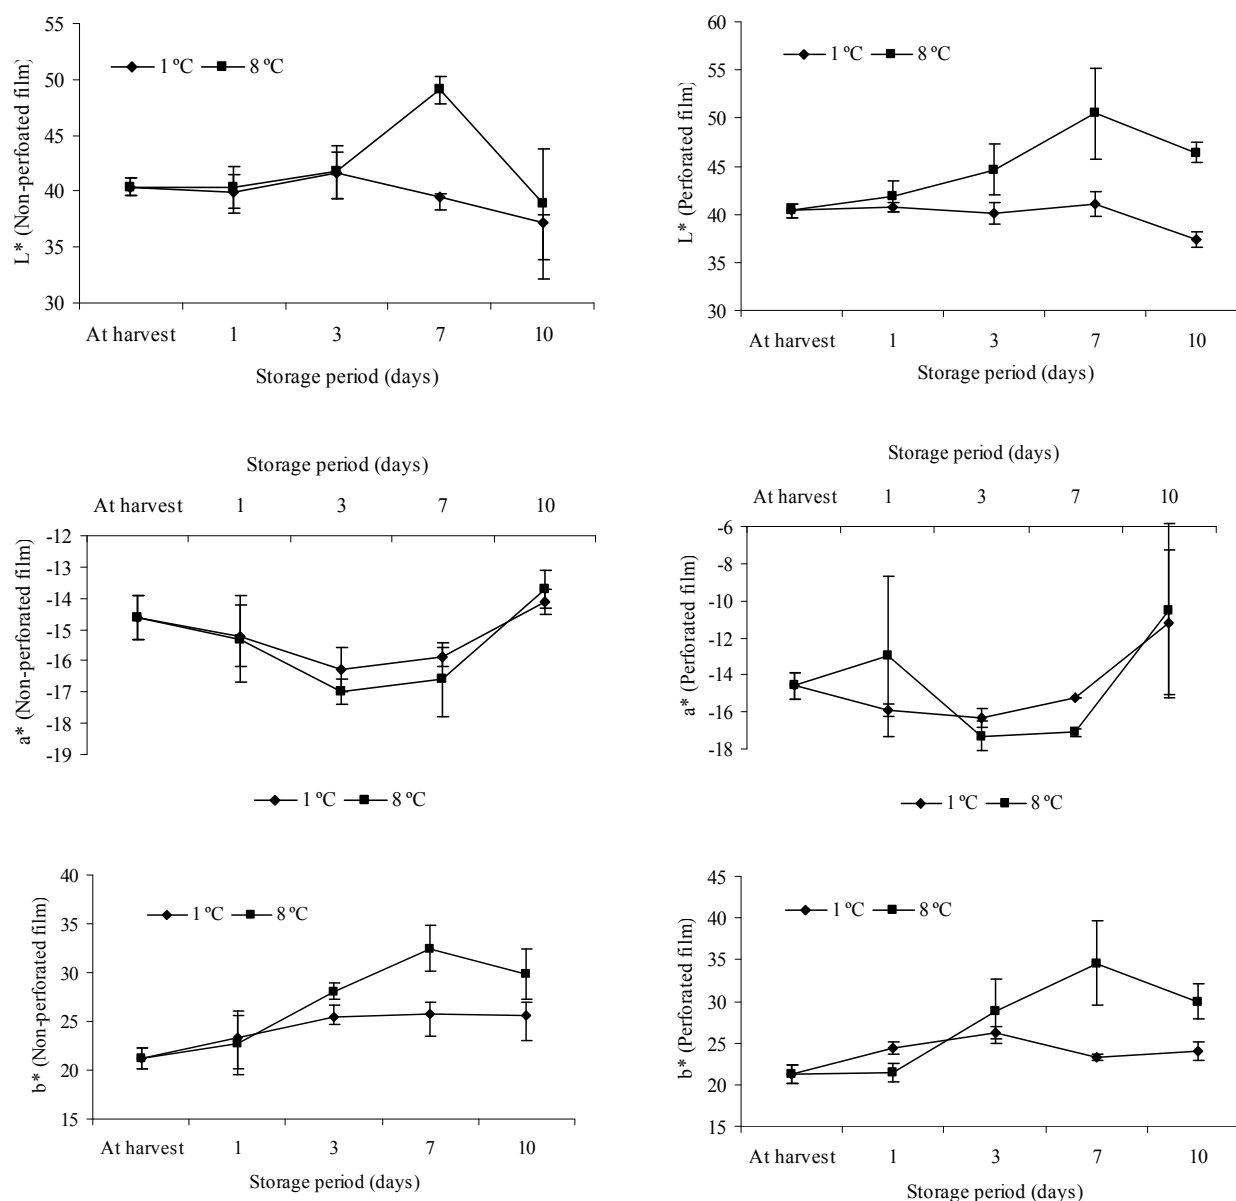 L* (Non-perfoated film)
55
50
45
40
35
30
1 ºC
8 ºC
At harvest 1 3 7 10
Storage period (days)
L* (Perforated film)
60
55
50
45
40
35
30
1 ºC
8 ºC
At harvest 1 3 7 10
Storage period (days)
Storage period (days)
At harvest 1 3 7 10
a* (Non-perforated film)
-12
-13
-14
-15
-16
-17
-18
-19
1 ºC
8 ºC
Storage period (days)
At harvest 1 3 7 10
a* (Perforated film)
-6
-8
-10
-12
-14
-16
-18
1 ºC
8 ºC
b* (Non-perforated film)
40
35
30
25
20
15
1 ºC
8 ºC
At harvest 1 3 7 10
Storage period (days)
b* (Perforated film)
45
40
35
30
25
20
15
1 ºC
8 ºC
At harvest 1 3 7 10
Storage period (days)